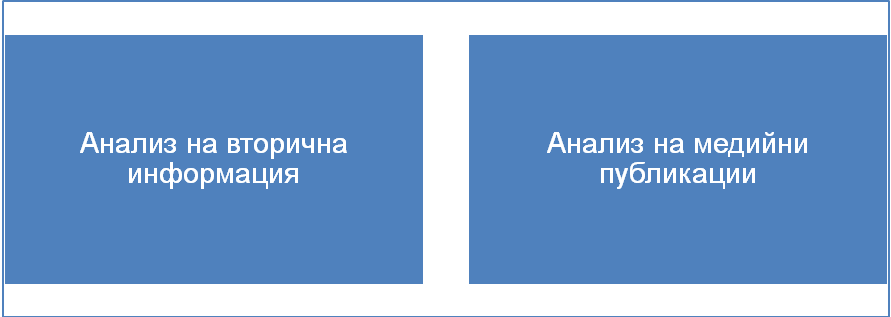 Анализ на вторична
информация
Анализ на медийни
публикации